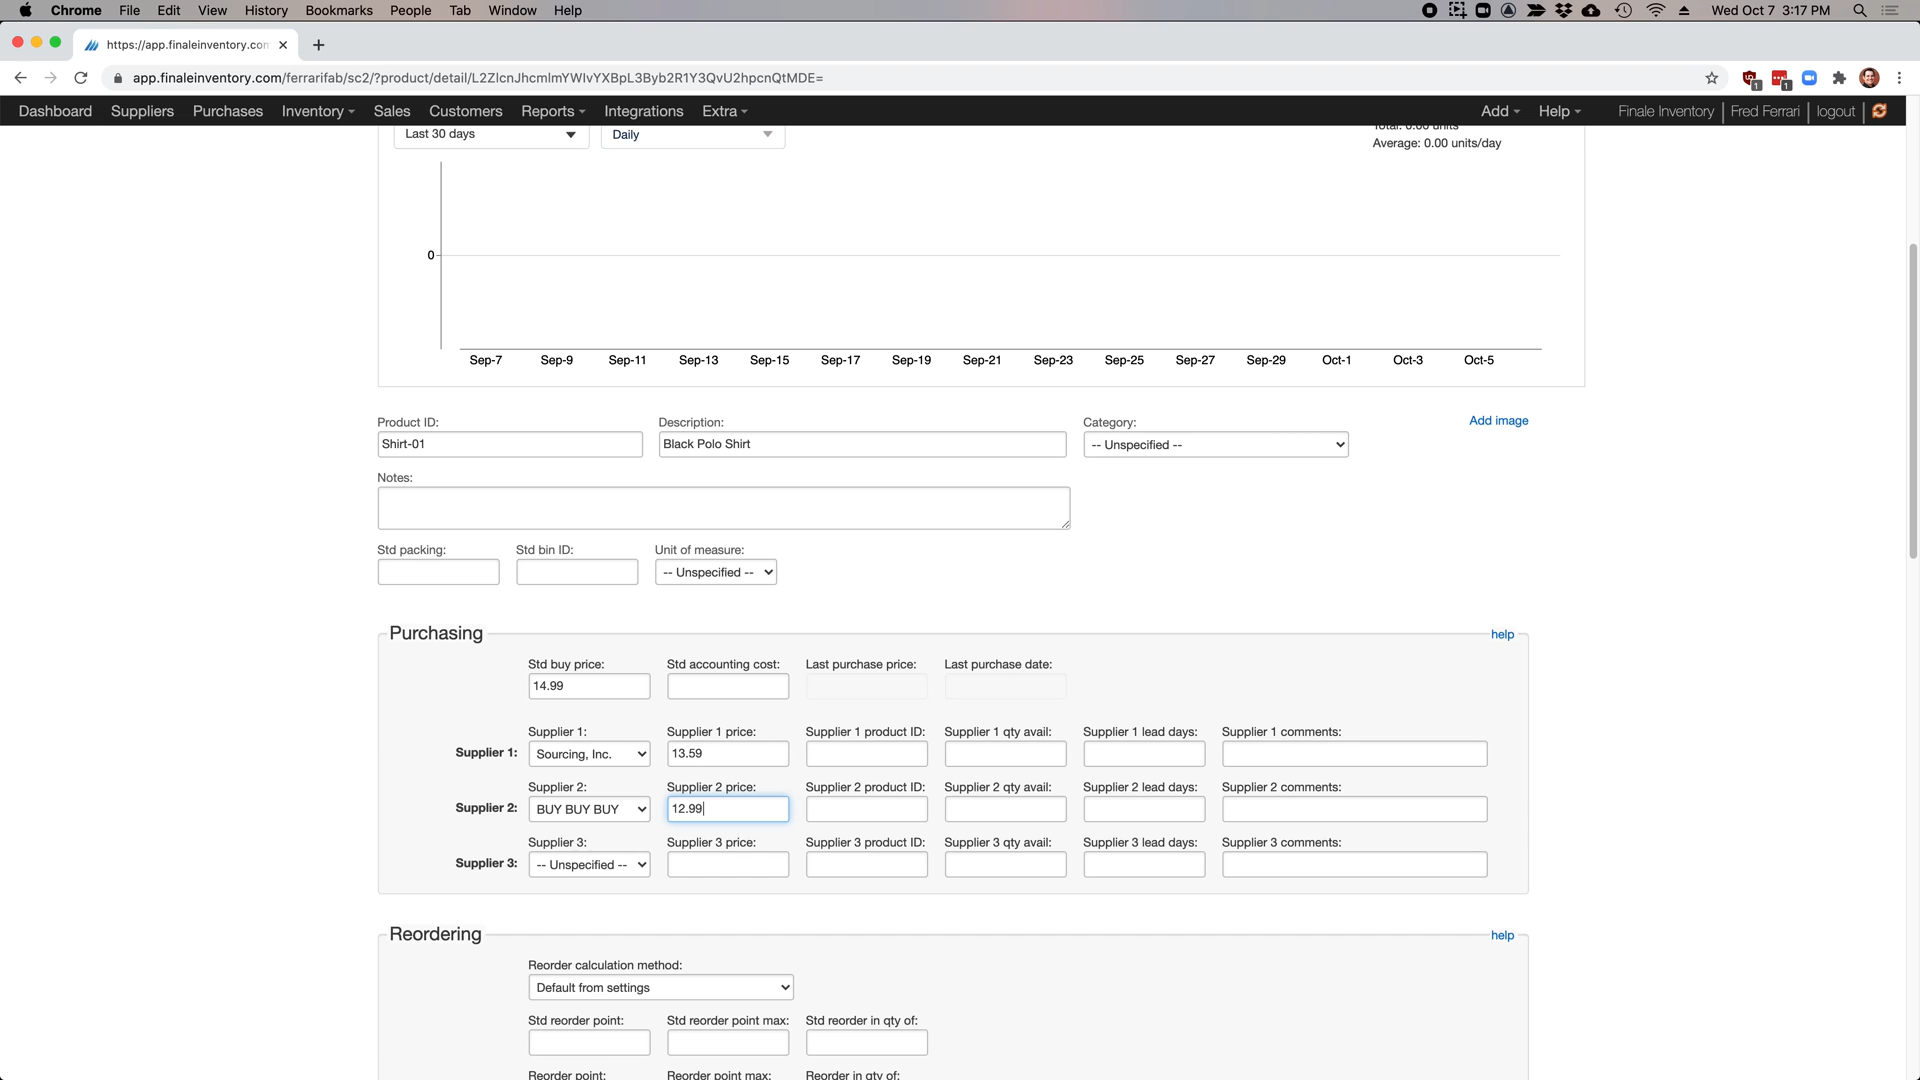 Chrome File Edit View History Bookmarks People Tab Window Help Wed Oct 7 3:17 PM
https://app.finaleinventory.com
app.finaleinventory.com/ferrarifab/sc2/?product/detail/L2ZlcnJhcmlmYWIvYXBpL3Byb2R1Y3QvU2hpcnQtMDE=
1 1
Dashboard Suppliers Purchases Inventory Sales Customers Reports Integrations Extra Add Help Finale Inventory Fred Ferrari logout
Last 30 days Daily Total: 0.00 units
Average: 0.00 units/day
0
Sep-7 Sep-9 Sep-11 Sep-13 Sep-15 Sep-17 Sep-19 Sep-21 Sep-23 Sep-25 Sep-27 Sep-29 Oct-1 Oct-3 Oct-5
Product ID: Description: Category: Add image
Shirt-01 Black Polo Shirt -- Unspecified --
Notes:
Std packing: Std bin ID: Unit of measure:
-- Unspecified --
Purchasing help
Std buy price: Std accounting cost: Last purchase price: Last purchase date:
14.99
Supplier 1: Supplier 1 price: Supplier 1 product ID: Supplier 1 qty avail: Supplier 1 lead days: Supplier 1 comments:
Supplier 1: Sourcing, Inc. 13.59
Supplier 2: Supplier 2 price: Supplier 2 product ID: Supplier 2 qty avail: Supplier 2 lead days: Supplier 2 comments:
Supplier 2: BUY BUY BUY 12.99
Supplier 3: Supplier 3 price: Supplier 3 product ID: Supplier 3 qty avail: Supplier 3 lead days: Supplier 3 comments:
Supplier 3: -- Unspecified --
Reordering help
Reorder calculation method:
Default from settings
Std reorder point: Std reorder point max: Std reorder in qty of:
Reorder point: Reorder point max: Reorder in qty of: